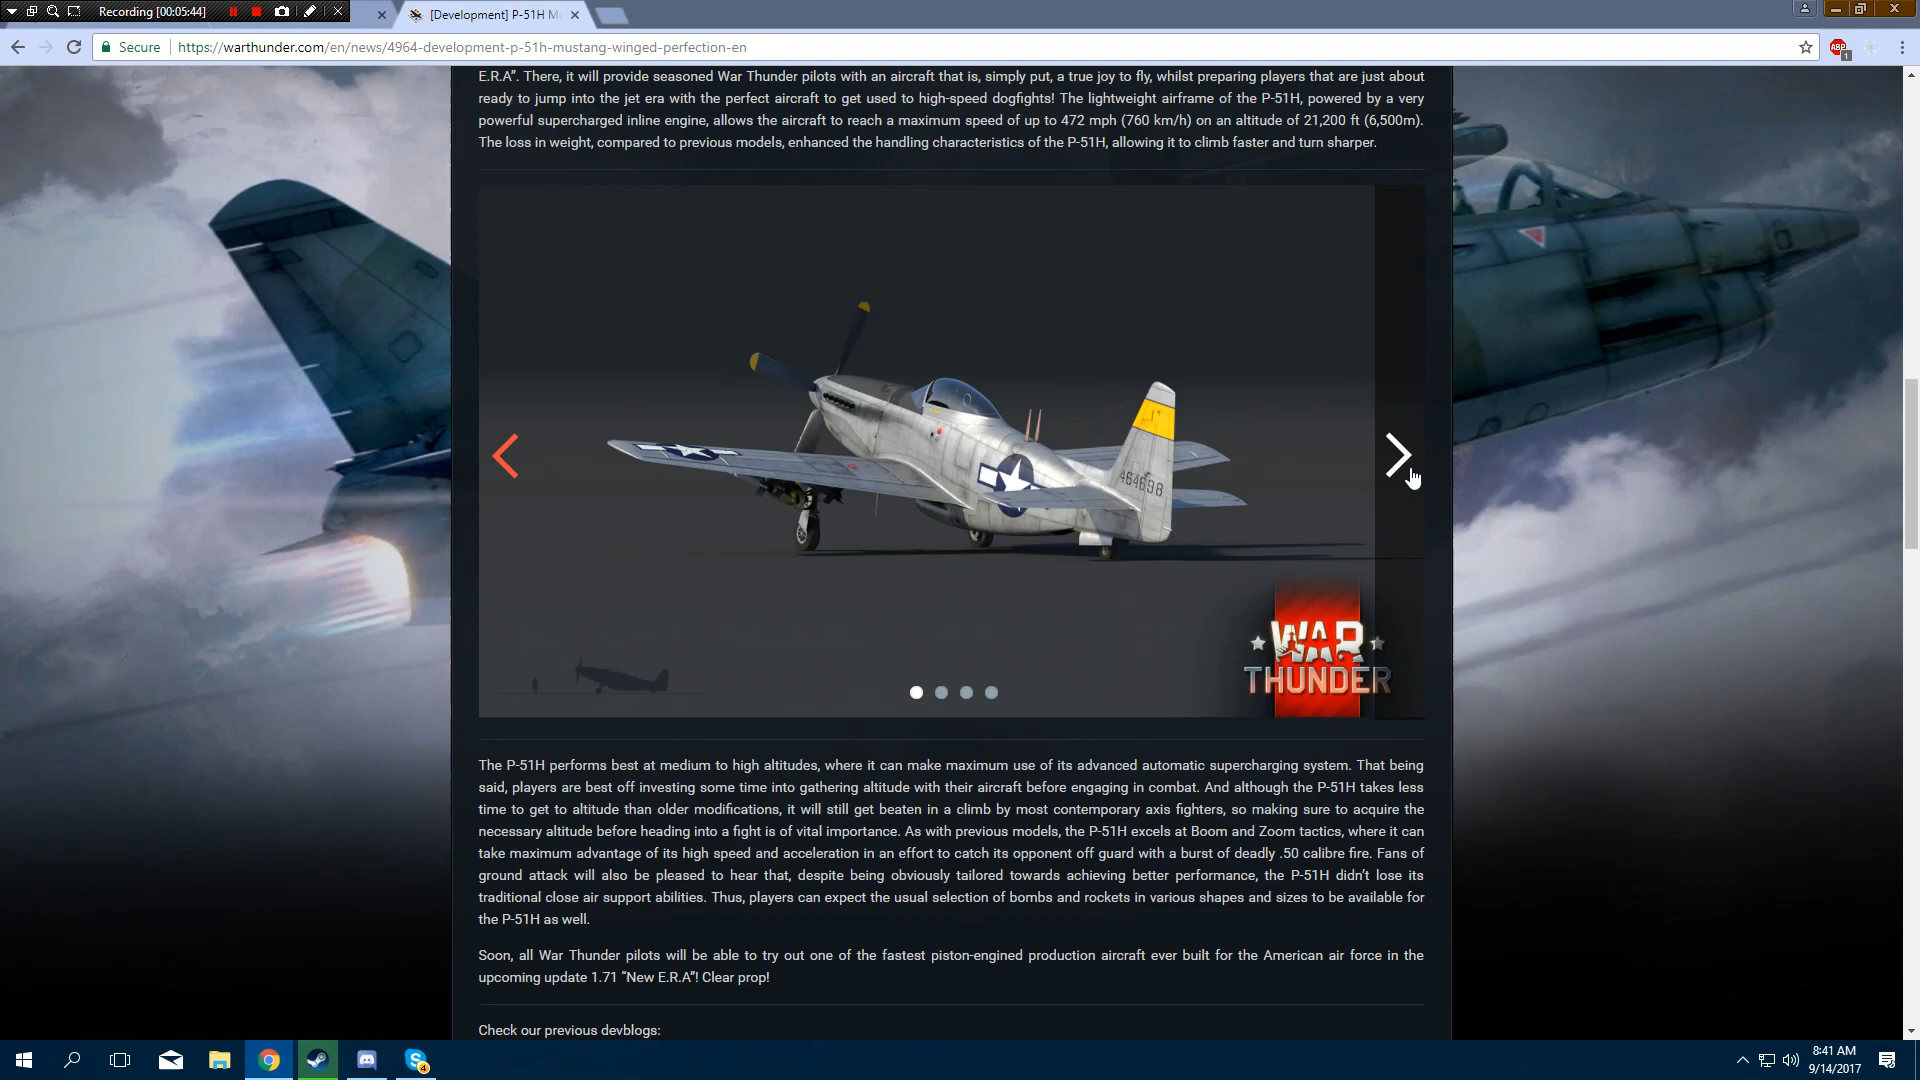 Recording [00:05:44]
[Development] P-51H M
Secure
https://warthunder.com/en/news/4964-development-p-51h-mustang-winged-perfection-en
ABP
1
E.R.A”. There, it will provide seasoned War Thunder pilots with an aircraft that is, simply put, a true joy to fly, whilst preparing players that are just about
ready to jump into the jet era with the perfect aircraft to get used to high-speed dogfights! The lightweight airframe of the P-51H, powered by a very
powerful supercharged inline engine, allows the aircraft to reach a maximum speed of up to 472 mph (760 km/h) on an altitude of 21,200 ft (6,500m).
The loss in weight, compared to previous models, enhanced the handling characteristics of the P-51H, allowing it to climb faster and turn sharper.
464698
WAR
THUNDER
The P-51H performs best at medium to high altitudes, where it can make maximum use of its advanced automatic supercharging system. That being
said, players are best off investing some time into gathering altitude with their aircraft before engaging in combat. And although the P-51H takes less
time to get to altitude than older modifications, it will still get beaten in a climb by most contemporary axis fighters, so making sure to acquire the
necessary altitude before heading into a fight is of vital importance. As with previous models, the P-51H excels at Boom and Zoom tactics, where it can
take maximum advantage of its high speed and acceleration in an effort to catch its opponent off guard with a burst of deadly .50 calibre fire. Fans of
ground attack will also be pleased to hear that, despite being obviously tailored towards achieving better performance, the P-51H didn’t lose its
traditional close air support abilities. Thus, players can expect the usual selection of bombs and rockets in various shapes and sizes to be available for
the P-51H as well.
Soon, all War Thunder pilots will be able to try out one of the fastest piston-engined production aircraft ever built for the American air force in the
upcoming update 1.71 “New E.R.A”! Clear prop!
Check our previous devblogs:
4
8:41 AM
9/14/2017